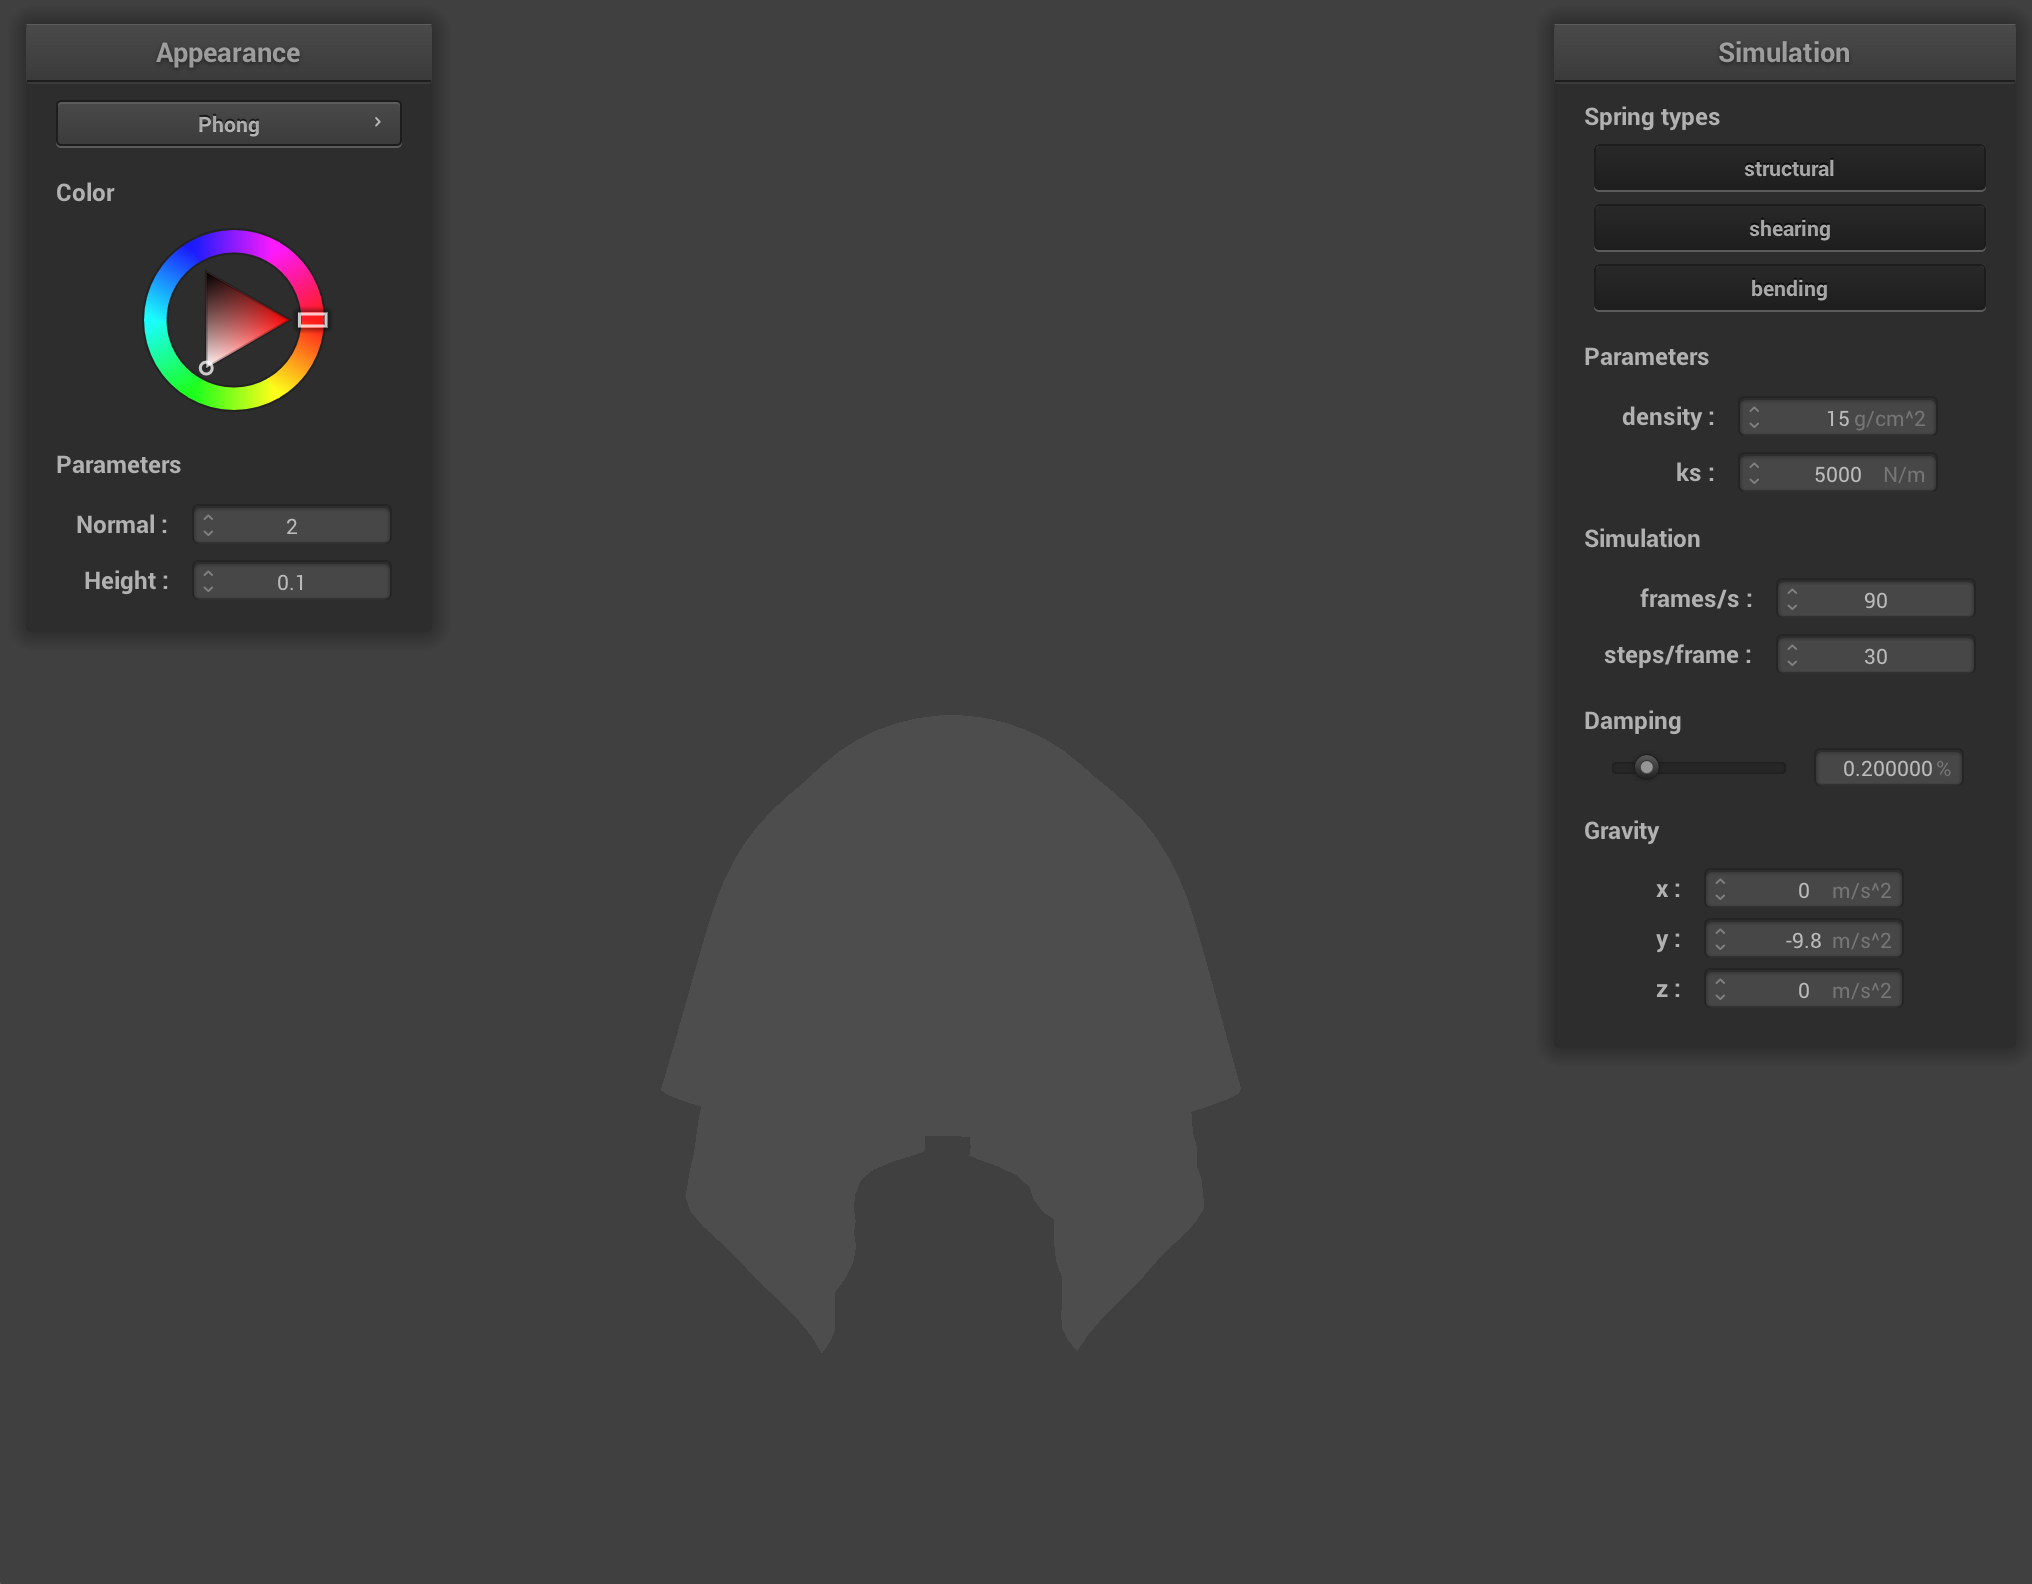 Appearance
Phong
Color
Parameters
Normal : 2
Height : 0.1
Simulation
Spring types
structural
shearing
bending
Parameters
density : 15 g/cm^2
ks : 5000 N/m
Simulation
frames/s : 90
steps/frame : 30
Damping
0.200000 %
Gravity
x : 0 m/s^2
y : -9.8 m/s^2
z : 0 m/s^2